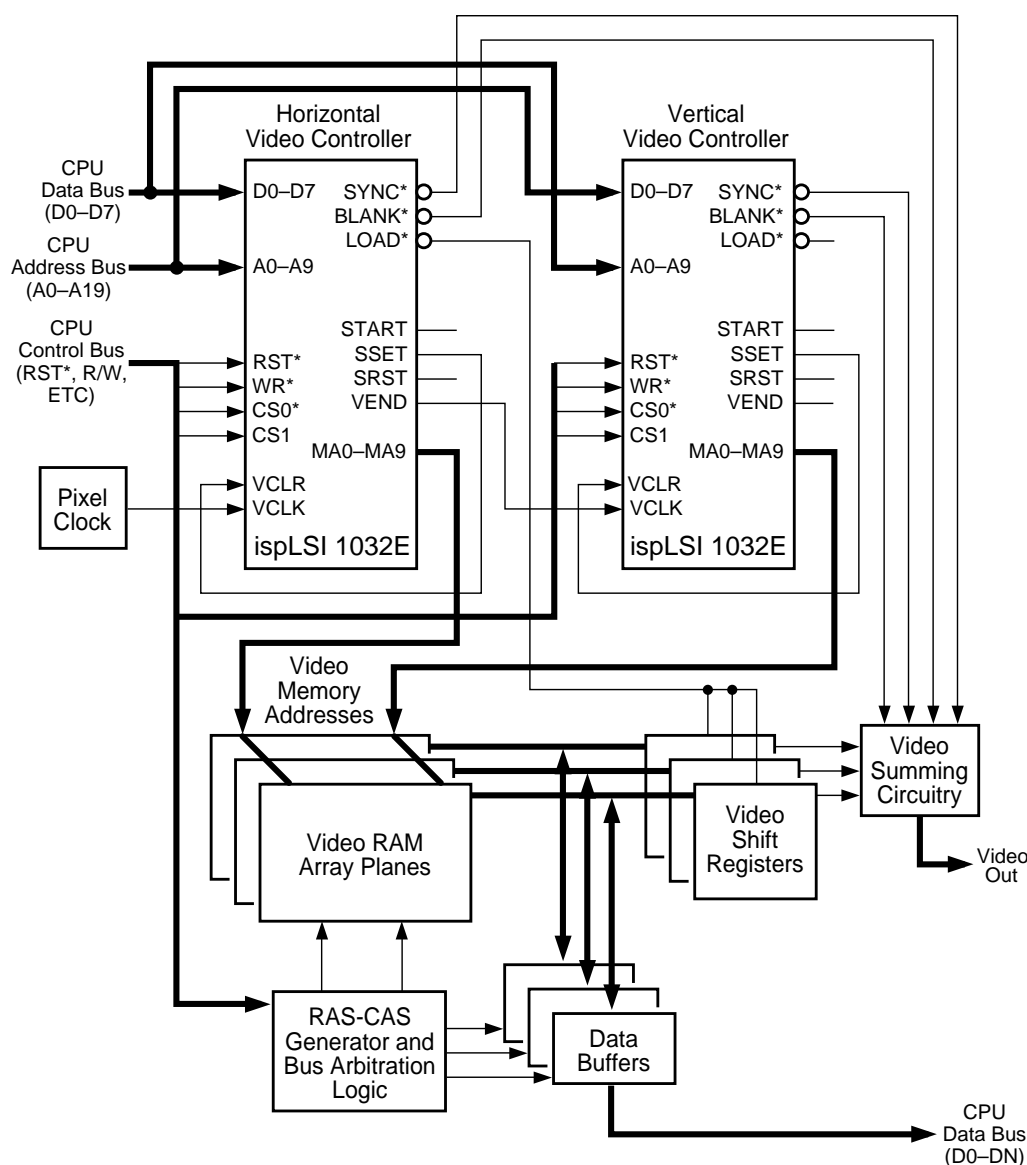 Horizontal
Video Controller
Vertical
Video Controller
CPU
Data Bus
(D0–D7)
CPU
Address Bus
(A0–A19)
CPU
Control Bus
(RST*, R/W,
ETC)
D0–D7
A0–A9
RST*
WR*
CS0*
CS1
VCLR
VCLK
SYNC*
BLANK*
LOAD*
START
SSET
SRST
VEND
MA0–MA9
ispLSI 1032E
D0–D7
A0–A9
RST*
WR*
CS0*
CS1
VCLR
VCLK
SYNC*
BLANK*
LOAD*
START
SSET
SRST
VEND
MA0–MA9
ispLSI 1032E
Pixel
Clock
Video
Memory
Addresses
Video RAM
Array Planes
Video
Shift
Registers
Video
Summing
Circuitry
Video
Out
RAS-CAS
Generator and
Bus Arbitration
Logic
Data
Buffers
CPU
Data Bus
(D0–DN)